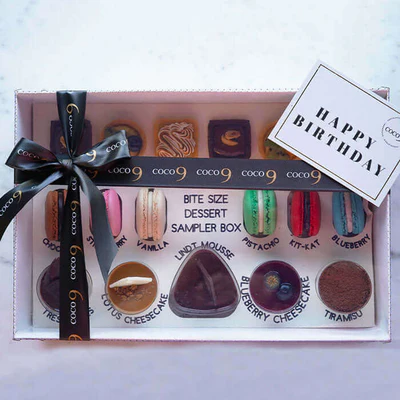 HAPPY
BIRTHDAY
COCO
COCO9 COCO9 COCO9 COCO9 COCO9
BITE SIZE
DESSERT
SAMPLER BOX
VANILLA
PISTACHIO
KIT-KAT
BLUEBERRY
LINDT MOUSSE
LOTUS CHEESECAKE
BLUEBERRY CHEESECAKE
TIRAMISU